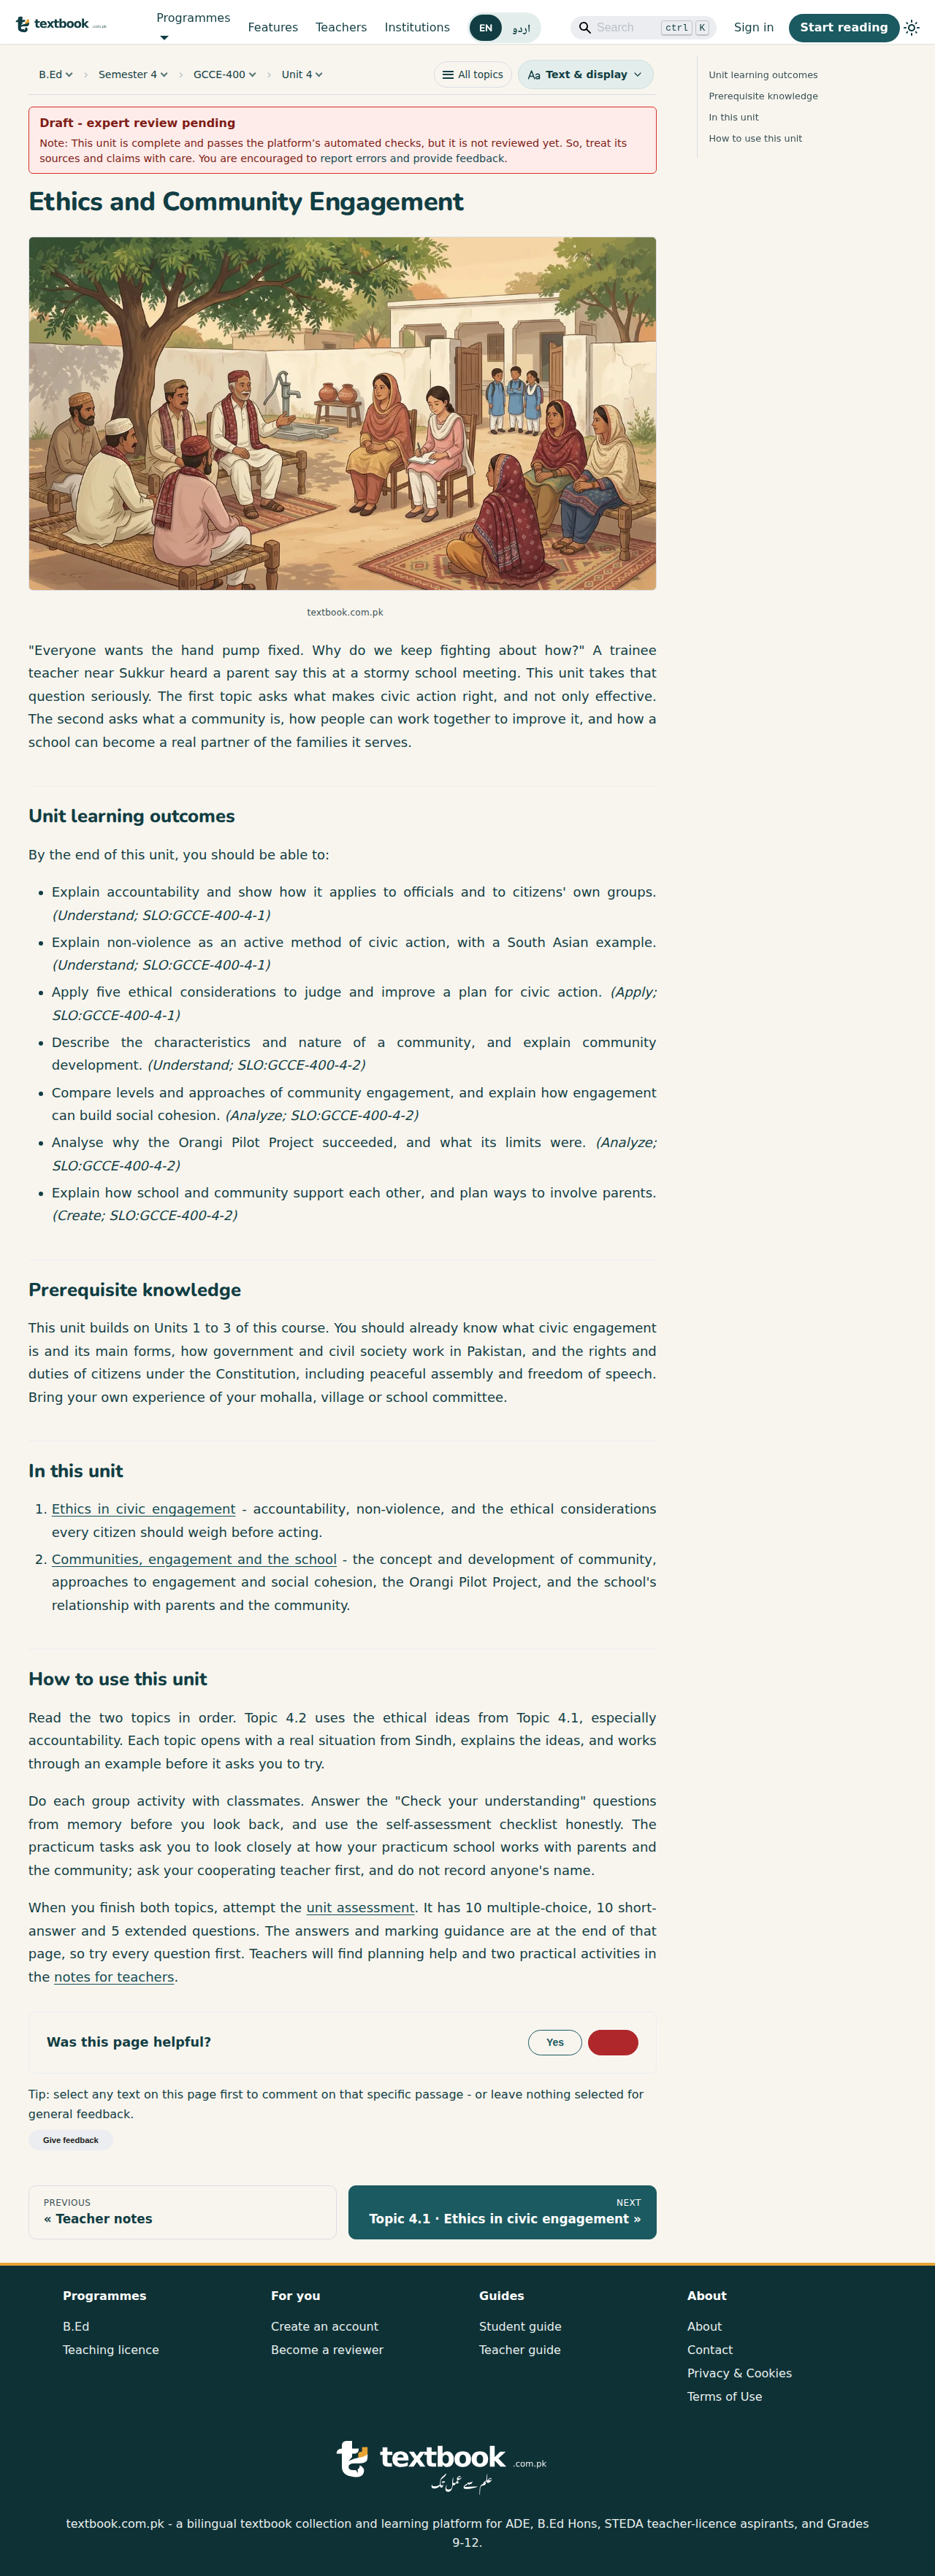 textbook .com.pk
Programmes
Features
Teachers
Institutions
EN
اردو
Search
ctrl K
Sign in
Start reading
B.Ed
Semester 4
GCCE-400
Unit 4
All topics
Text & display
Unit learning outcomes
Prerequisite knowledge
In this unit
How to use this unit
Draft - expert review pending
Note: This unit is complete and passes the platform's automated checks, but it is not reviewed yet. So, treat its
sources and claims with care. You are encouraged to report errors and provide feedback.
Ethics and Community Engagement
textbook.com.pk
"Everyone wants the hand pump fixed. Why do we keep fighting about how?" A trainee
teacher near Sukkur heard a parent say this at a stormy school meeting. This unit takes that
question seriously. The first topic asks what makes civic action right, and not only effective.
The second asks what a community is, how people can work together to improve it, and how a
school can become a real partner of the families it serves.
Unit learning outcomes
By the end of this unit, you should be able to:
• Explain accountability and show how it applies to officials and to citizens' own groups.
(Understand; SLO:GCCE-400-4-1)
• Explain non-violence as an active method of civic action, with a South Asian example.
(Understand; SLO:GCCE-400-4-1)
• Apply five ethical considerations to judge and improve a plan for civic action. (Apply;
SLO:GCCE-400-4-1)
• Describe the characteristics and nature of a community, and explain community
development. (Understand; SLO:GCCE-400-4-2)
• Compare levels and approaches of community engagement, and explain how engagement
can build social cohesion. (Analyze; SLO:GCCE-400-4-2)
• Analyse why the Orangi Pilot Project succeeded, and what its limits were. (Analyze;
SLO:GCCE-400-4-2)
• Explain how school and community support each other, and plan ways to involve parents.
(Create; SLO:GCCE-400-4-2)
Prerequisite knowledge
This unit builds on Units 1 to 3 of this course. You should already know what civic engagement
is and its main forms, how government and civil society work in Pakistan, and the rights and
duties of citizens under the Constitution, including peaceful assembly and freedom of speech.
Bring your own experience of your mohalla, village or school committee.
In this unit
1. Ethics in civic engagement - accountability, non-violence, and the ethical considerations
every citizen should weigh before acting.
2. Communities, engagement and the school - the concept and development of community,
approaches to engagement and social cohesion, the Orangi Pilot Project, and the school's
relationship with parents and the community.
How to use this unit
Read the two topics in order. Topic 4.2 uses the ethical ideas from Topic 4.1, especially
accountability. Each topic opens with a real situation from Sindh, explains the ideas, and works
through an example before it asks you to try.
Do each group activity with classmates. Answer the "Check your understanding" questions
from memory before you look back, and use the self-assessment checklist honestly. The
practicum tasks ask you to look closely at how your practicum school works with parents and
the community; ask your cooperating teacher first, and do not record anyone's name.
When you finish both topics, attempt the unit assessment. It has 10 multiple-choice, 10 short-
answer and 5 extended questions. The answers and marking guidance are at the end of that
page, so try every question first. Teachers will find planning help and two practical activities in
the notes for teachers.
Was this page helpful?
Yes
Tip: select any text on this page first to comment on that specific passage - or leave nothing selected for
general feedback.
Give feedback
PREVIOUS
« Teacher notes
NEXT
Topic 4.1 · Ethics in civic engagement »
Programmes
B.Ed
Teaching licence
For you
Create an account
Become a reviewer
Guides
Student guide
Teacher guide
About
About
Contact
Privacy & Cookies
Terms of Use
textbook .com.pk
علم سے عمل تک
textbook.com.pk - a bilingual textbook collection and learning platform for ADE, B.Ed Hons, STEDA teacher-licence aspirants, and Grades
9-12.